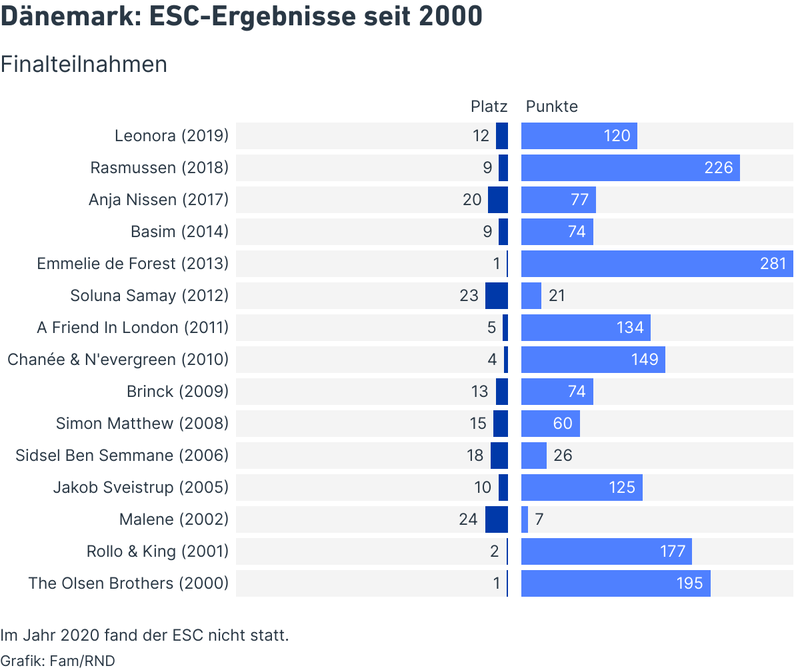 Dänemark: ESC-Ergebnisse seit 2000
Finalteilnahmen
Platz Punkte
Leonora (2019) 12 120
Rasmussen (2018) 9 226
Anja Nissen (2017) 20 77
Basim (2014) 9 74
Emmelie de Forest (2013) 1 281
Soluna Samay (2012) 23 21
A Friend In London (2011) 5 134
Chanée & N'evergreen (2010) 4 149
Brinck (2009) 13 74
Simon Matthew (2008) 15 60
Sidsel Ben Semmane (2006) 18 26
Jakob Sveistrup (2005) 10 125
Malene (2002) 24 7
Rollo & King (2001) 2 177
The Olsen Brothers (2000) 1 195
Im Jahr 2020 fand der ESC nicht statt.
Grafik: Fam/RND